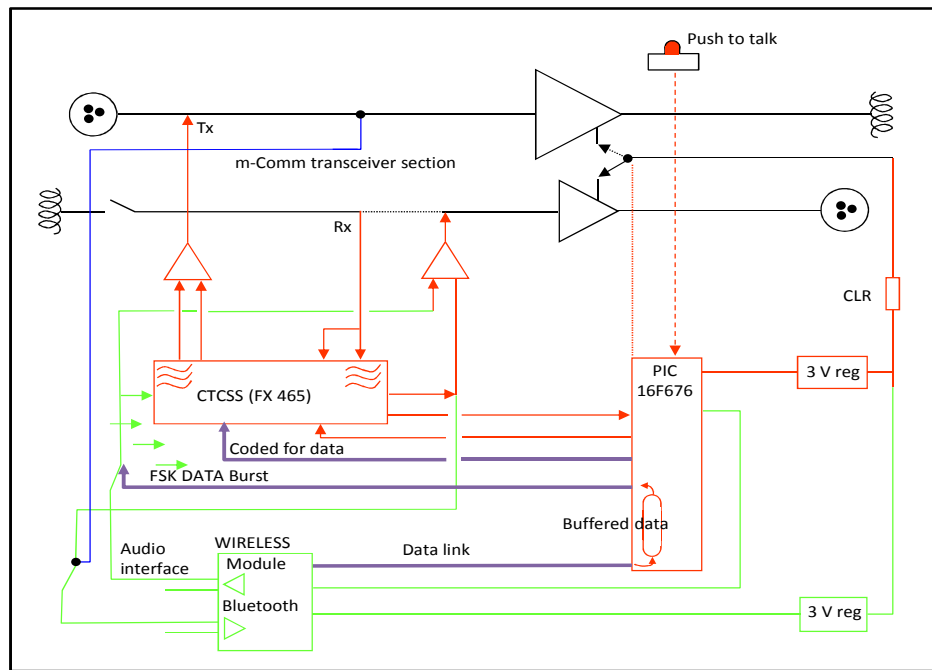 Push to talk
Tx
m-Comm transceiver section
Rx
CLR
PIC
16F676
3 V reg
CTCSS (FX 465)
Coded for data
FSK DATA Burst
Buffered data
Audio
interface
WIRELESS
Module
Data link
Bluetooth
3 V reg